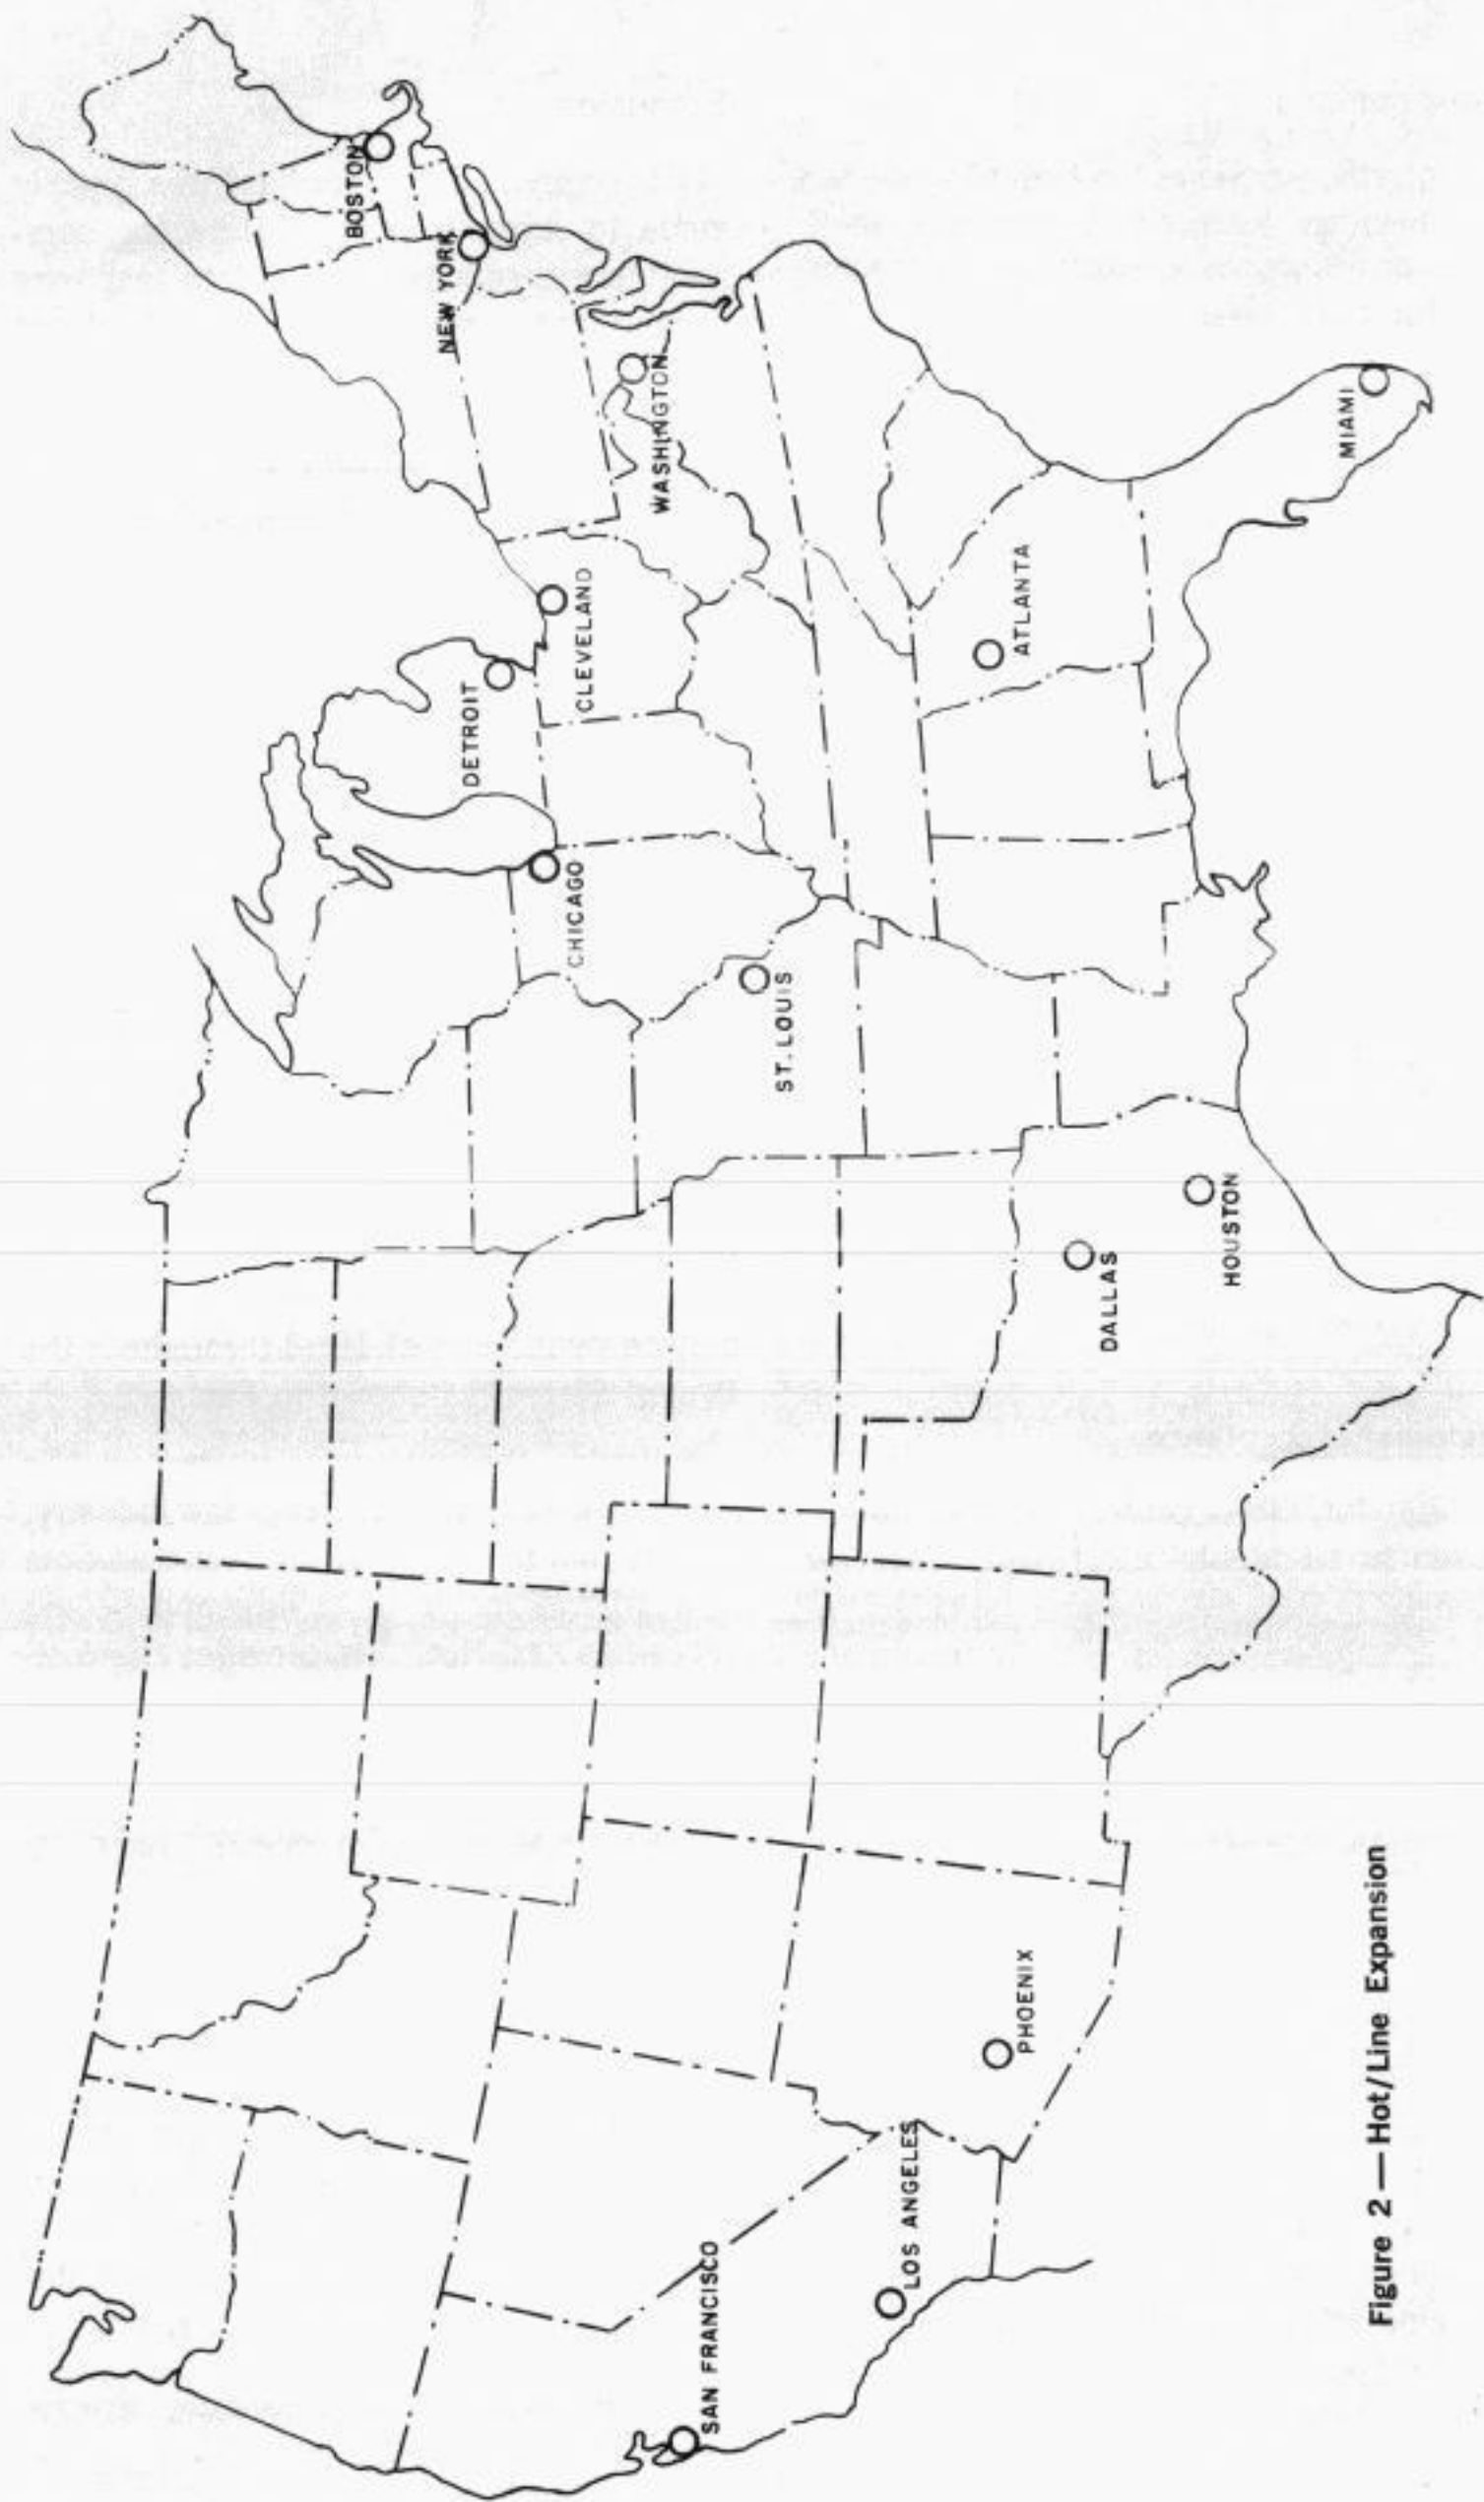 BOSTON
NEW YORK
WASHINGTON
CLEVELAND
DETROIT
CHICAGO
ST. LOUIS
ATLANTA
MIAMI
DALLAS
HOUSTON
PHOENIX
LOS ANGELES
SAN FRANCISCO
Figure 2 — Hot/Line Expansion